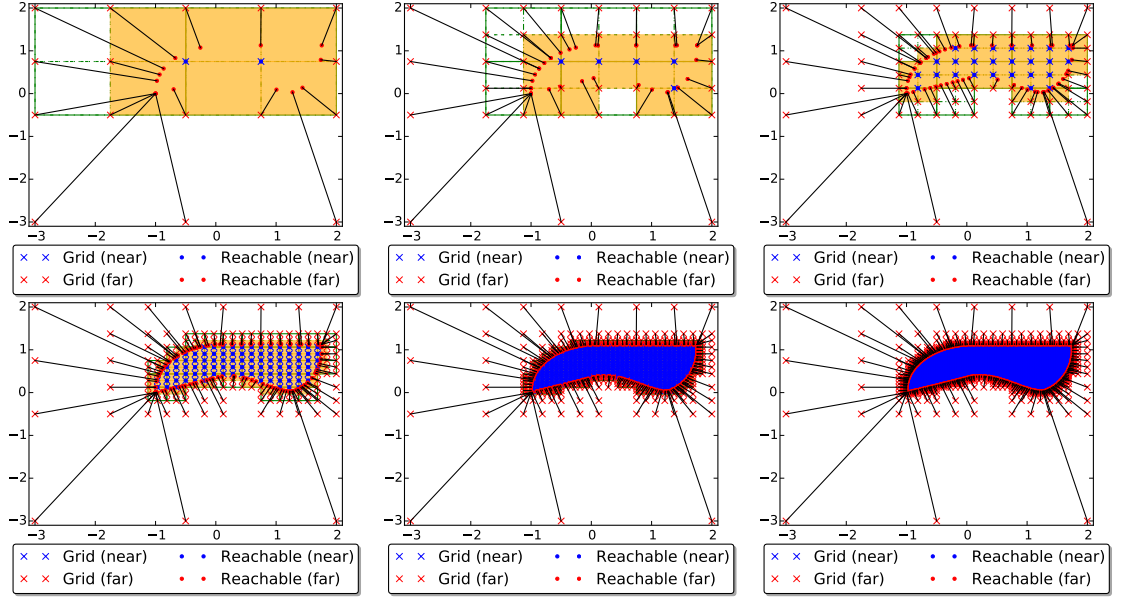 2
1
0
−1
−2
−3
−3 −2 −1 0 1 2
Grid (near) Reachable (near)
Grid (far) Reachable (far)
2
1
0
−1
−2
−3
−3 −2 −1 0 1 2
Grid (near) Reachable (near)
Grid (far) Reachable (far)
2
1
0
−1
−2
−3
−3 −2 −1 0 1 2
Grid (near) Reachable (near)
Grid (far) Reachable (far)
2
1
0
−1
−2
−3
−3 −2 −1 0 1 2
Grid (near) Reachable (near)
Grid (far) Reachable (far)
2
1
0
−1
−2
−3
−3 −2 −1 0 1 2
Grid (near) Reachable (near)
Grid (far) Reachable (far)
2
1
0
−1
−2
−3
−3 −2 −1 0 1 2
Grid (near) Reachable (near)
Grid (far) Reachable (far)